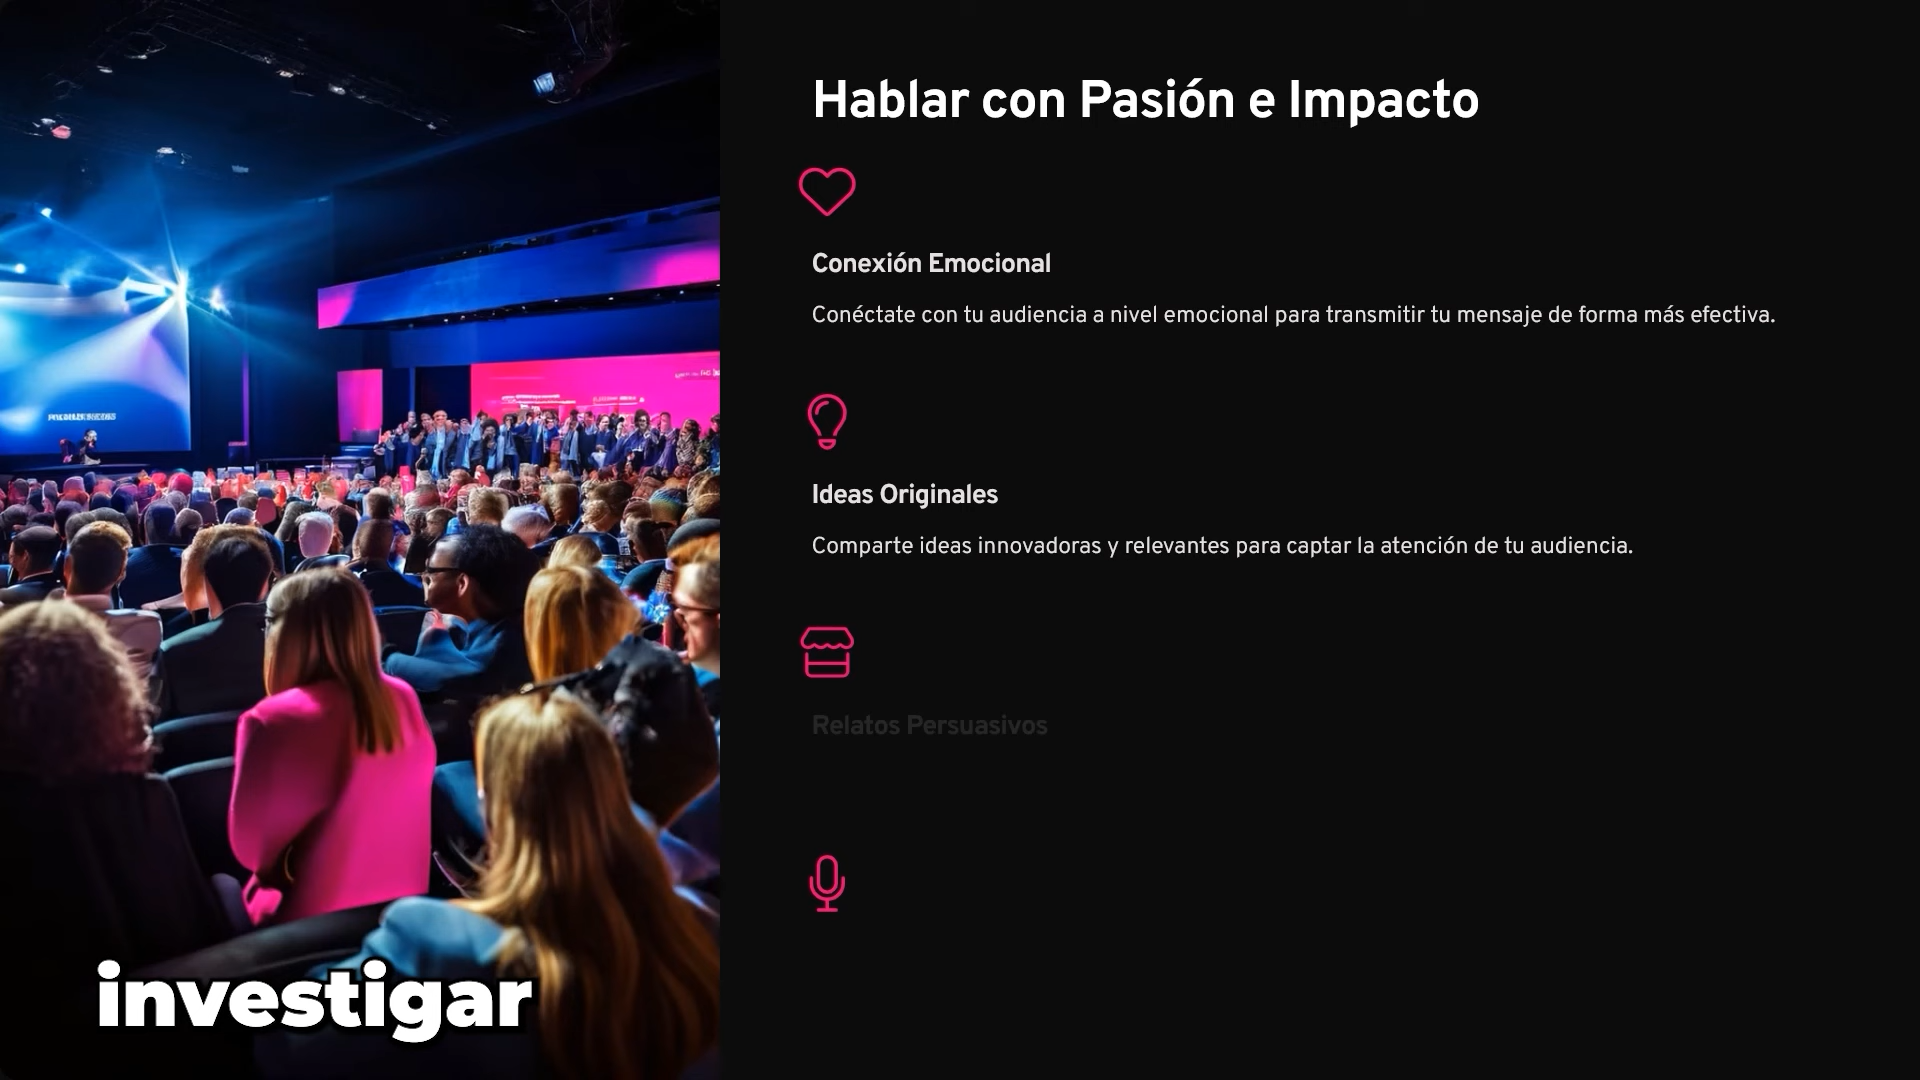 Hablar con Pasión e Impacto
Conexión Emocional
Conéctate con tu audiencia a nivel emocional para transmitir tu mensaje de forma más efectiva.
Ideas Originales
Comparte ideas innovadoras y relevantes para captar la atención de tu audiencia.
Relatos Persuasivos
investigar